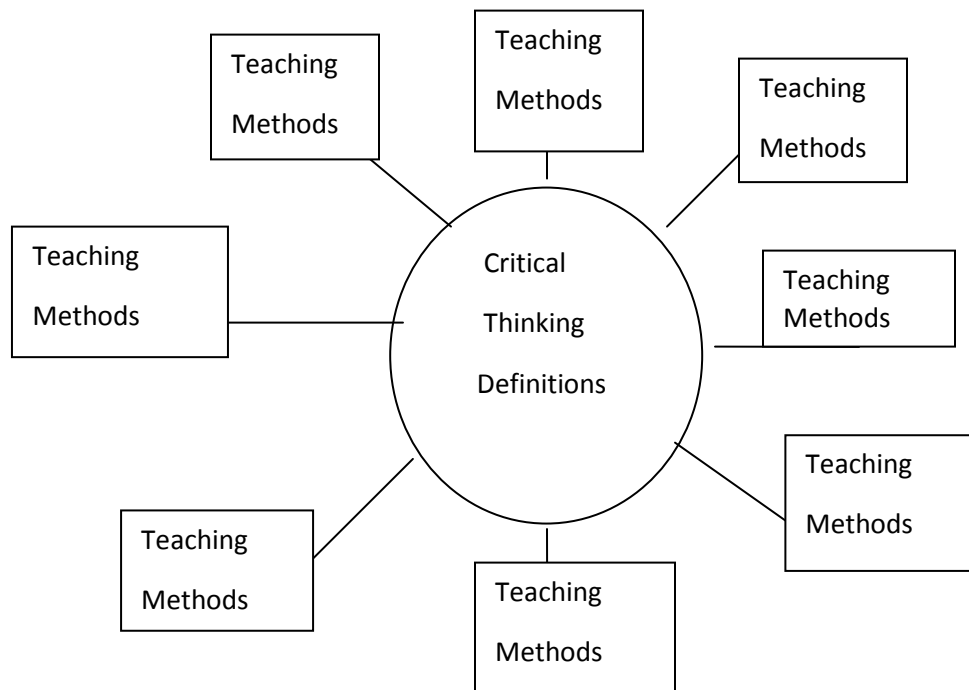 Teaching
Methods
Teaching
Methods
Teaching
Methods
Teaching
Methods
Critical
Thinking
Definitions
Teaching
Methods
Teaching
Methods
Teaching
Methods
Teaching
Methods